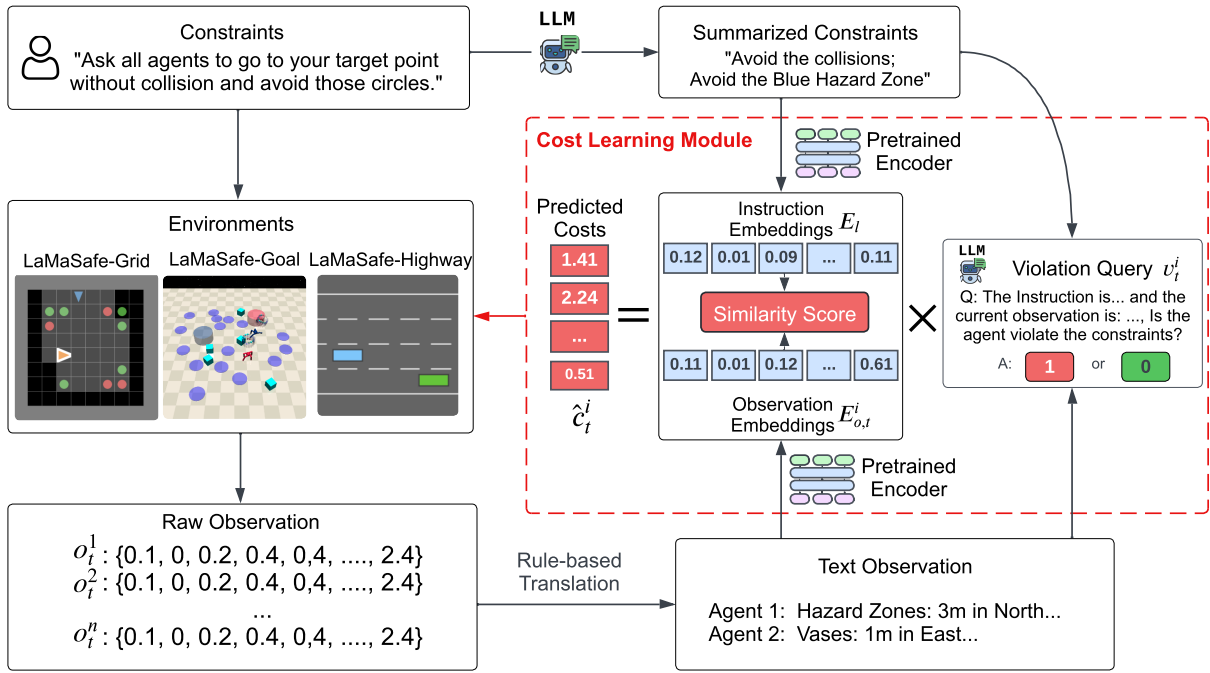 Constraints
"Ask all agents to go to your target point
without collision and avoid those circles."
LLM
Summarized Constraints
"Avoid the collisions;
Avoid the Blue Hazard Zone"
Cost Learning Module
Pretrained
Encoder
Environments
LaMaSafe-Grid
LaMaSafe-Goal
LaMaSafe-Highway
Predicted
Costs
1.41
2.24
...
0.51
ĉ_t^i
=
Instruction
Embeddings E_l
0.12 0.01 0.09 ... 0.11
Similarity Score
0.11 0.01 0.12 ... 0.61
Observation
Embeddings E_{o,t}^i
×
LLM
Violation Query v_t^i
Q: The Instruction is... and the
current observation is: ..., Is the
agent violate the constraints?
A: 1 or 0
Pretrained
Encoder
Raw Observation
o_t^1 : {0.1, 0, 0.2, 0.4, 0,4, ...., 2.4}
o_t^2 : {0.1, 0, 0.2, 0.4, 0,4, ...., 2.4}
...
o_t^n : {0.1, 0, 0.2, 0.4, 0,4, ...., 2.4}
Rule-based
Translation
Text Observation
Agent 1: Hazard Zones: 3m in North...
Agent 2: Vases: 1m in East...